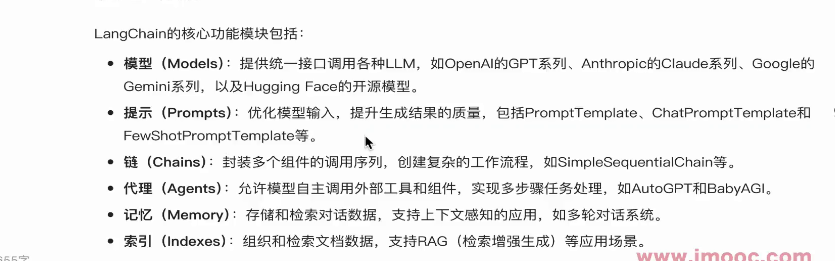 LangChain的核心功能模块包括：
• 模型（Models）：提供统一接口调用各种LLM，如OpenAI的GPT系列、Anthropic的Claude系列、Google的
Gemini系列，以及Hugging Face的开源模型。
• 提示（Prompts）：优化模型输入，提升生成结果的质量，包括PromptTemplate、ChatPromptTemplate和
FewShotPromptTemplate等。
• 链（Chains）：封装多个组件的调用序列，创建复杂的工作流程，如SimpleSequentialChain等。
• 代理（Agents）：允许模型自主调用外部工具和组件，实现多步骤任务处理，如AutoGPT和BabyAGI。
• 记忆（Memory）：存储和检索对话数据，支持上下文感知的应用，如多轮对话系统。
• 索引（Indexes）：组织和检索文档数据，支持RAG（检索增强生成）等应用场景。
www.imooc.com